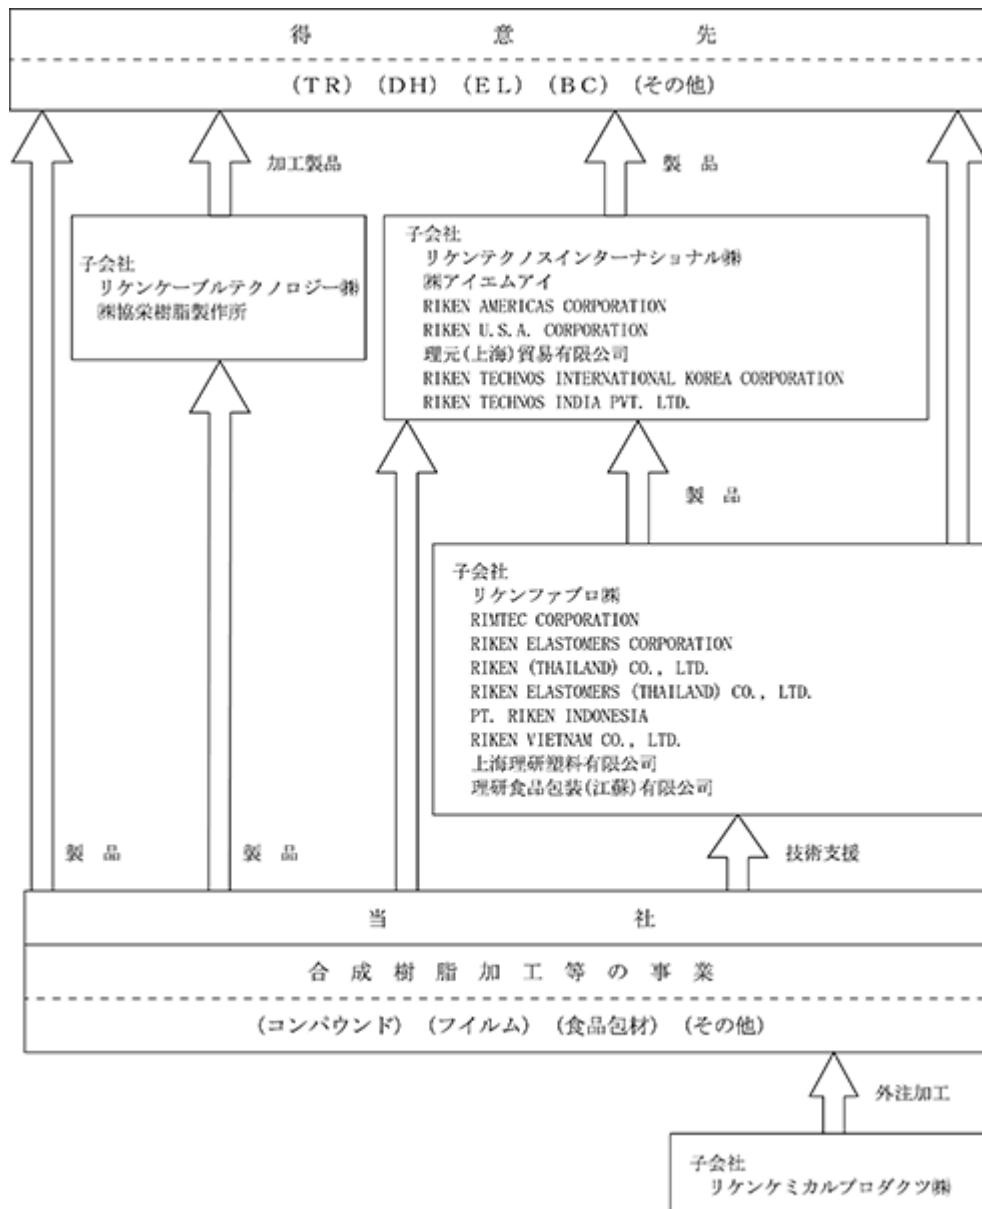 得意先
(TR) (DH) (EL) (BC) (その他)
加工製品
製品
子会社
リケンケーブルテクノロジー㈱
㈱協栄樹脂製作所
子会社
リケンテクノスインターナショナル㈱
㈱アイエムアイ
RIKEN AMERICAS CORPORATION
RIKEN U.S.A. CORPORATION
理元(上海)貿易有限公司
RIKEN TECHNOS INTERNATIONAL KOREA CORPORATION
RIKEN TECHNOS INDIA PVT. LTD.
製品
子会社
リケンファブロ㈱
RIMTEC CORPORATION
RIKEN ELASTOMERS CORPORATION
RIKEN (THAILAND) CO., LTD.
RIKEN ELASTOMERS (THAILAND) CO., LTD.
PT. RIKEN INDONESIA
RIKEN VIETNAM CO., LTD.
上海理研塑料有限公司
理研食品包装(江蘇)有限公司
製品
製品
技術支援
当社
合成樹脂加工等の事業
(コンパウンド) (フイルム) (食品包材) (その他)
外注加工
子会社
リケンケミカルプロダクツ㈱